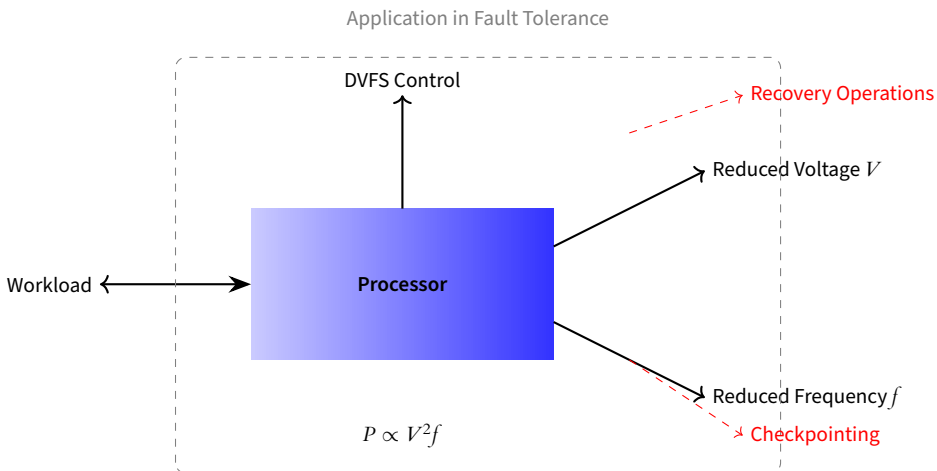 Application in Fault Tolerance
DVFS Control
Recovery Operations
Reduced Voltage V
Workload
Processor
Reduced Frequency f
P ∝ V²f
Checkpointing